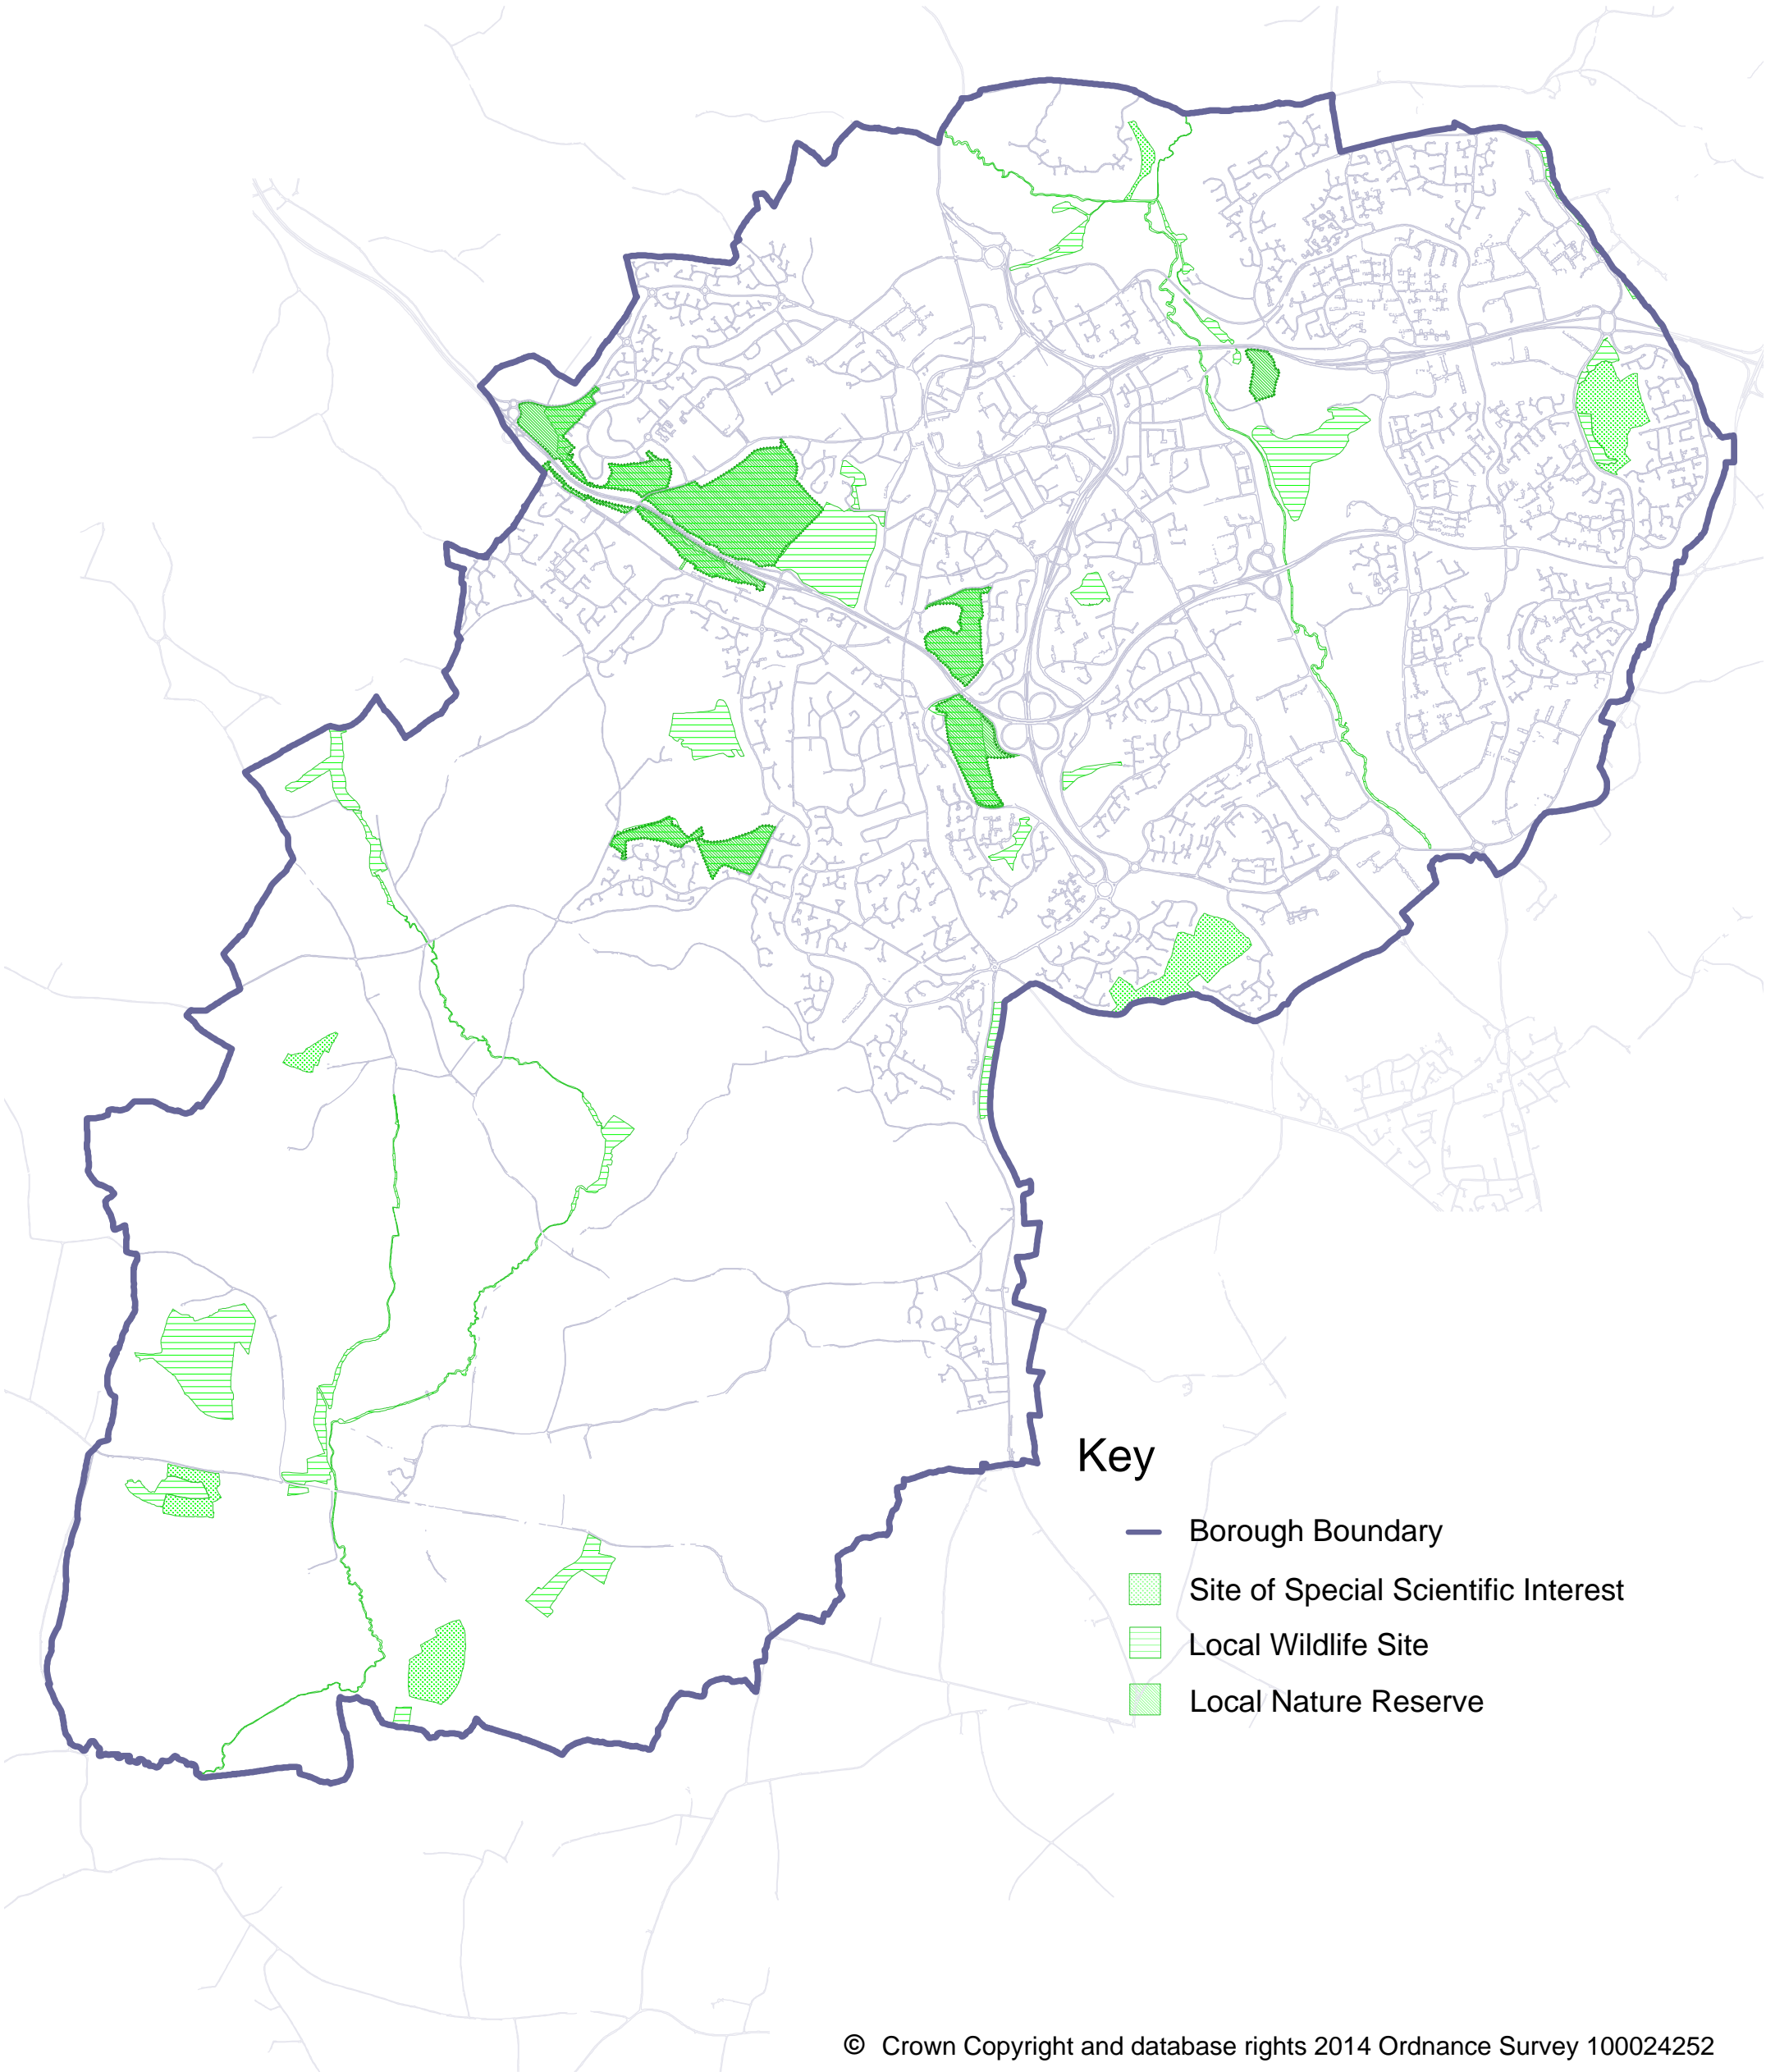 Key
Borough Boundary
Site of Special Scientific Interest
Local Wildlife Site
Local Nature Reserve
© Crown Copyright and database rights 2014 Ordnance Survey 100024252